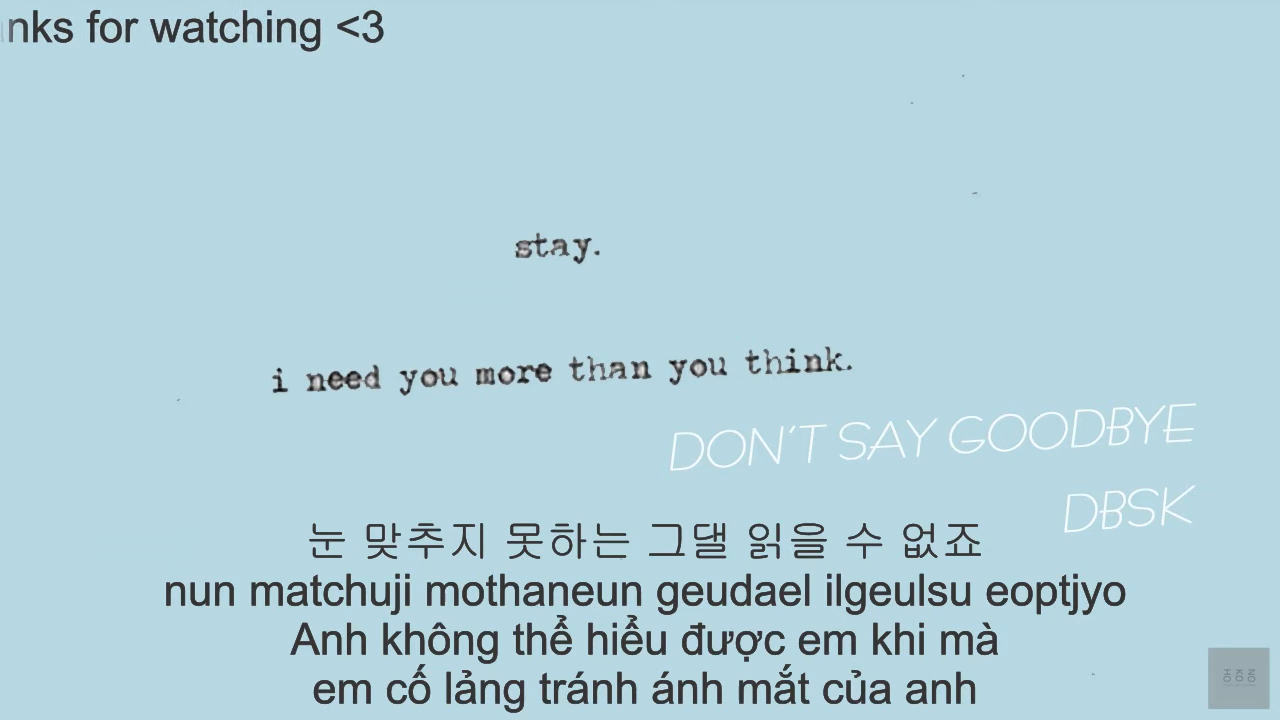 nks for watching <3
stay.
i need you more than you think.
DON'T SAY GOODBYE
DBSK
눈 맞추지 못하는 그댈 읽을 수 없죠
nun matchuji mothaneun geudael ilgeulsu eoptjyo
Anh không thể hiểu được em khi mà
em cố lảng tránh ánh mắt của anh